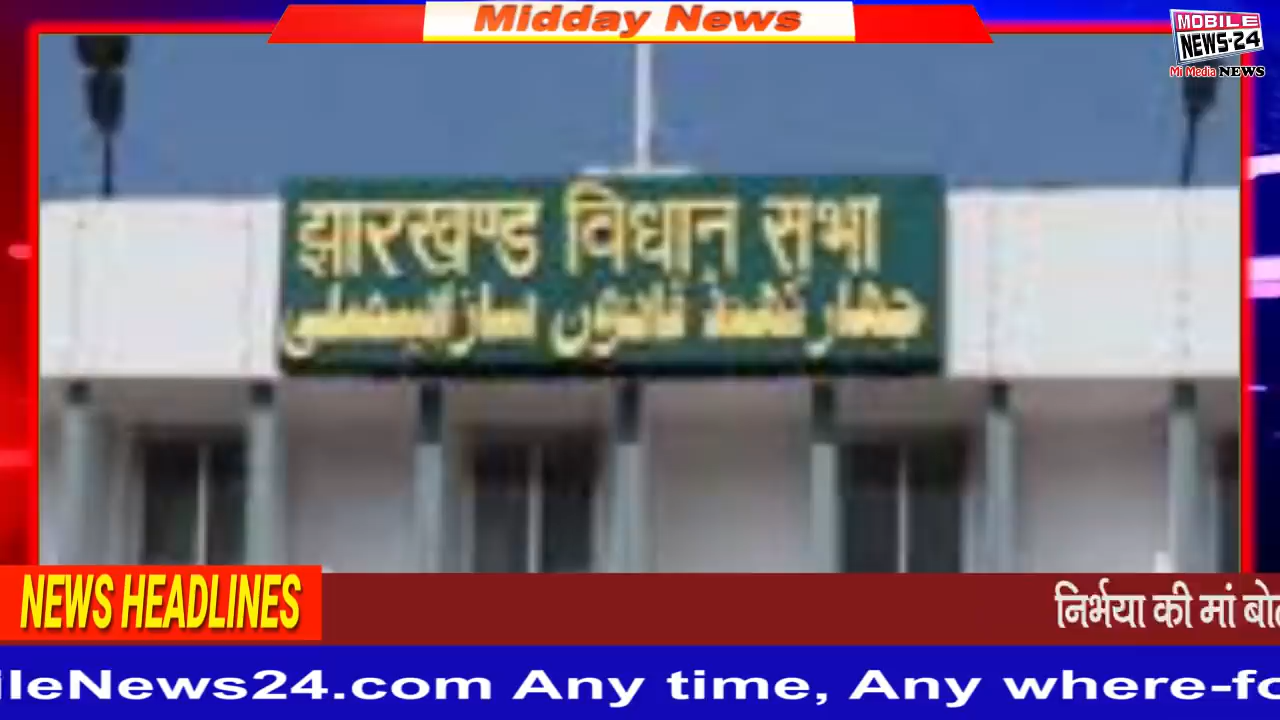 Midday News
MOBILE
NEWS-24
Mi Media NEWS
झारखण्ड विधान सभा
NEWS HEADLINES
निर्भया की मां
ileNews24.com Any time, Any where-fo